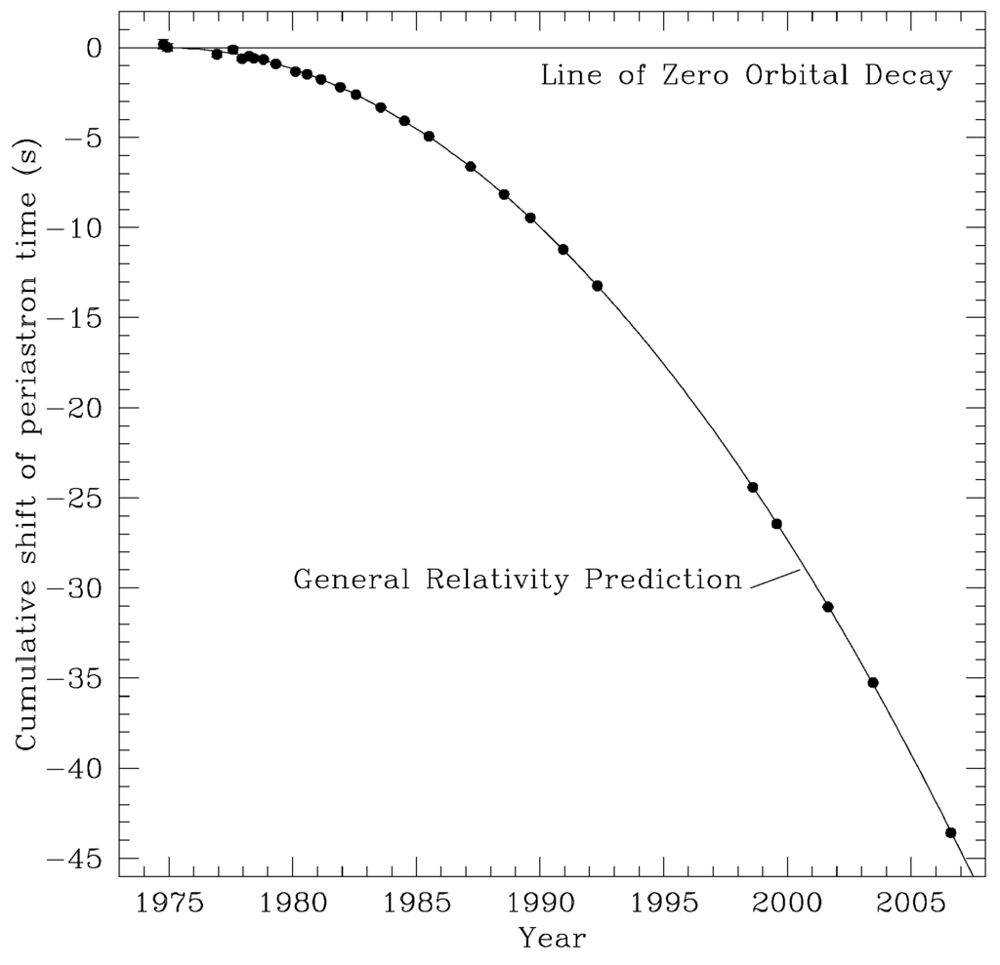 0
Line of Zero Orbital Decay
−5
−10
−15
−20
−25
General Relativity Prediction
−30
−35
−40
−45
Cumulative shift of periastron time (s)
1975 1980 1985 1990 1995 2000 2005
Year